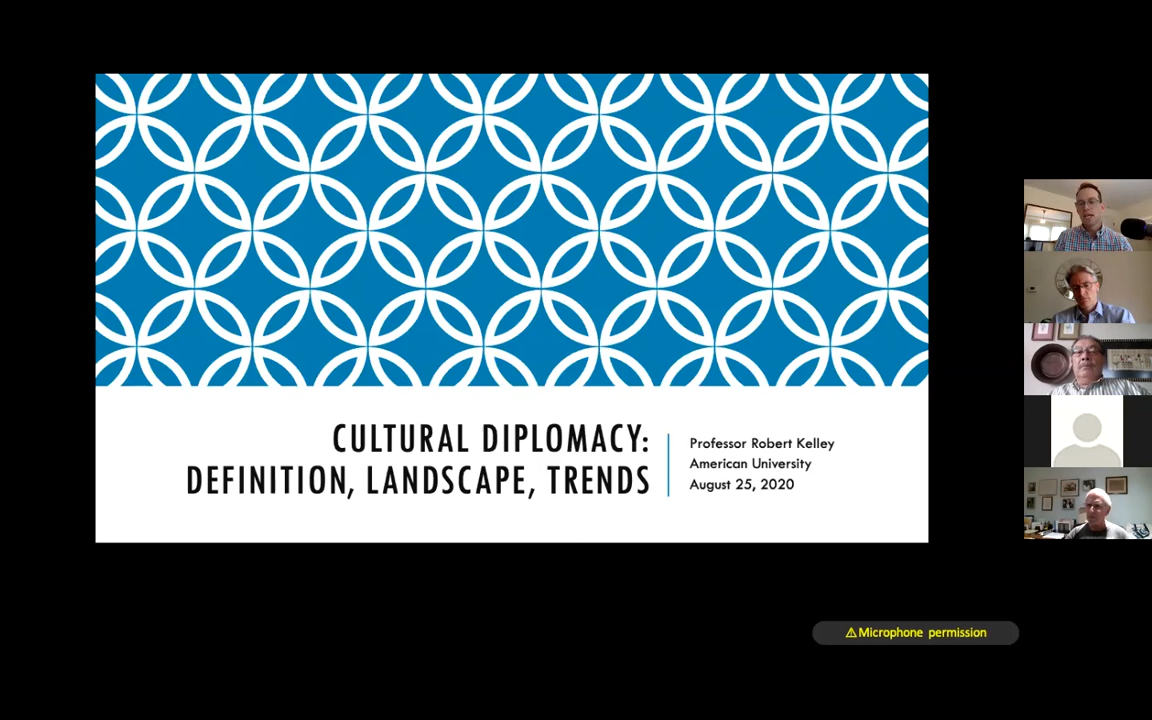 CULTURAL DIPLOMACY:
DEFINITION, LANDSCAPE, TRENDS
Professor Robert Kelley
American University
August 25, 2020
⚠Microphone permission